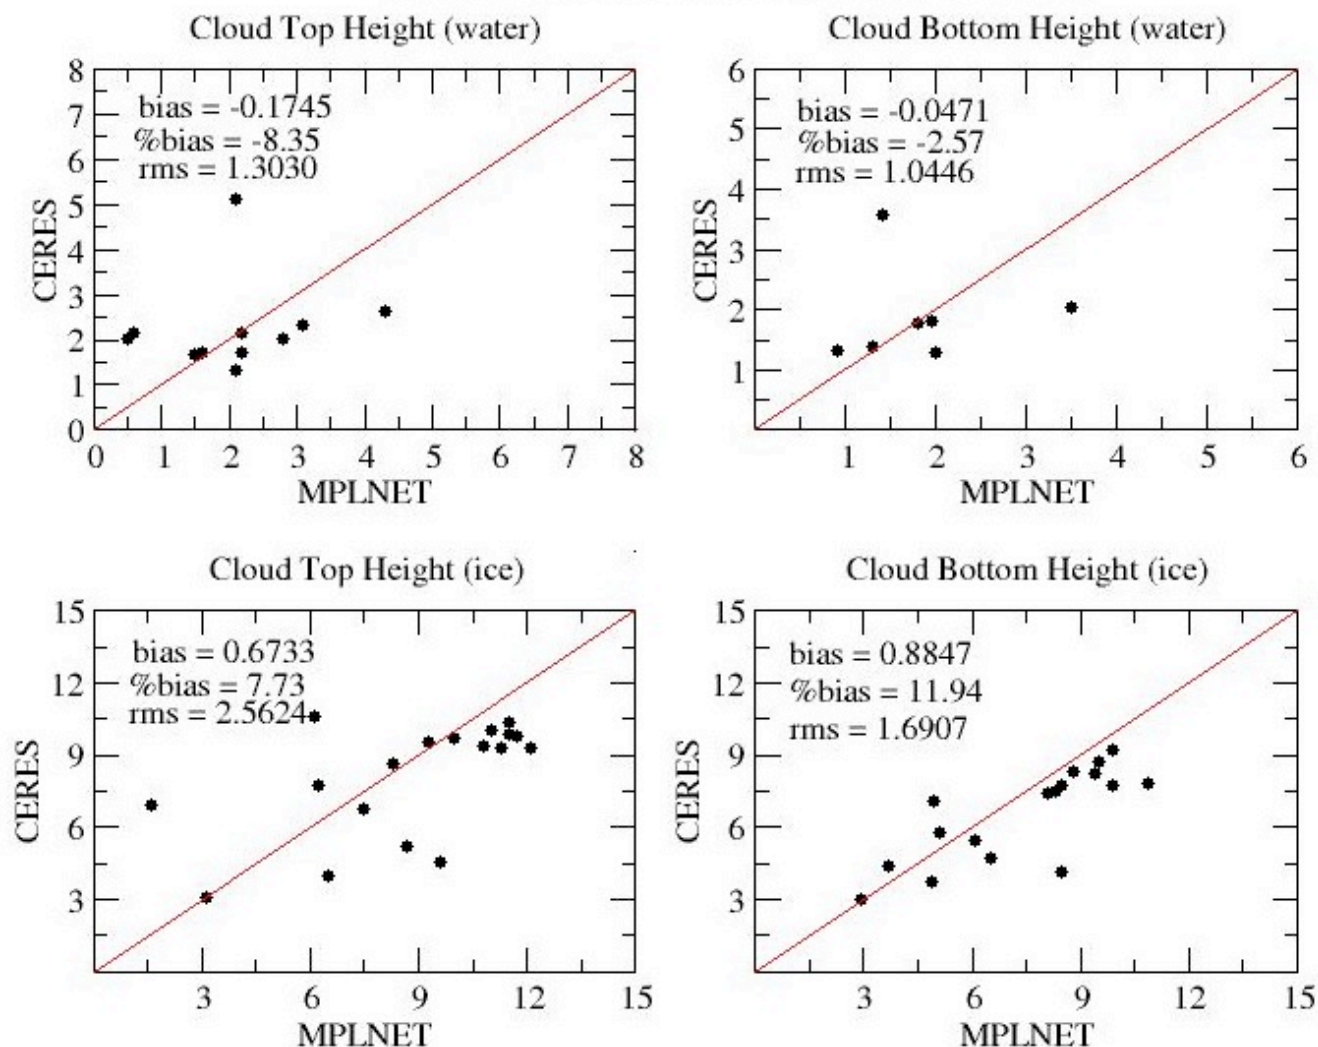 Cloud Top Height (water)
bias = -0.1745
%bias = -8.35
rms = 1.3030
CERES
8
7
6
5
4
3
2
1
0
0 1 2 3 4 5 6 7 8
MPLNET
Cloud Bottom Height (water)
bias = -0.0471
%bias = -2.57
rms = 1.0446
CERES
6
5
4
3
2
1
1 2 3 4 5 6
MPLNET
Cloud Top Height (ice)
bias = 0.6733
%bias = 7.73
rms = 2.5624
CERES
15
12
9
6
3
3 6 9 12 15
MPLNET
Cloud Bottom Height (ice)
bias = 0.8847
%bias = 11.94
rms = 1.6907
CERES
15
12
9
6
3
3 6 9 12 15
MPLNET